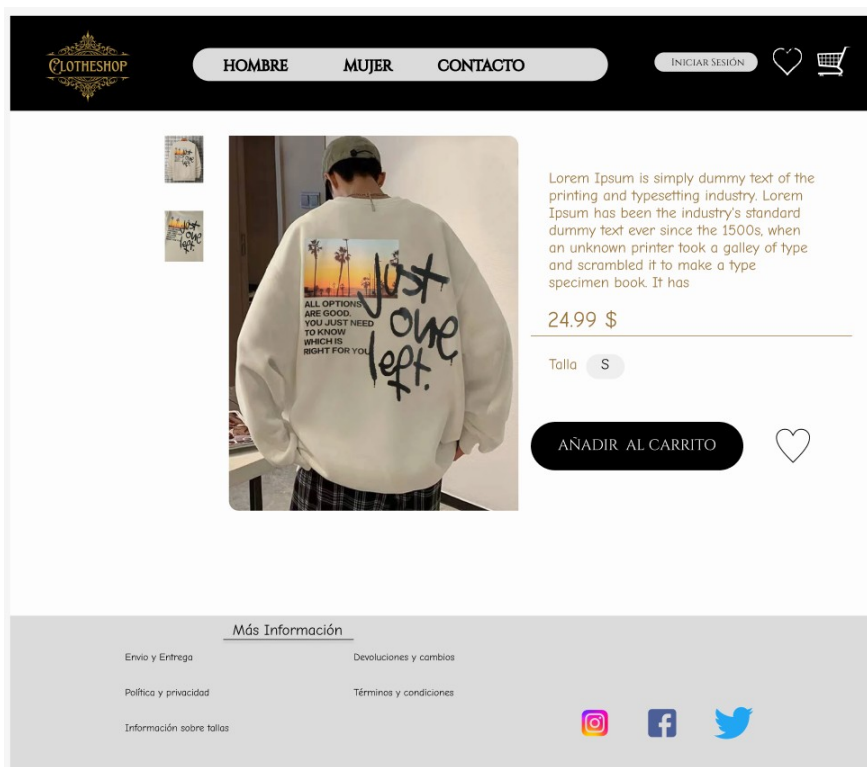 CLOTHESHOP
HOMBRE MUJER CONTACTO
INICIAR SESIÓN
Lorem Ipsum is simply dummy text of the
printing and typesetting industry. Lorem
Ipsum has been the industry's standard
dummy text ever since the 1500s, when
an unknown printer took a galley of type
and scrambled it to make a type
specimen book. It has
24.99 $
Talla S
AÑADIR AL CARRITO
ALL OPTIONS
ARE GOOD.
YOU JUST NEED
TO KNOW
WHICH IS
RIGHT FOR YOU
just
one
left.
Más Información
Envio y Entrega
Devoluciones y cambios
Política y privacidad
Términos y condiciones
Información sobre tallas